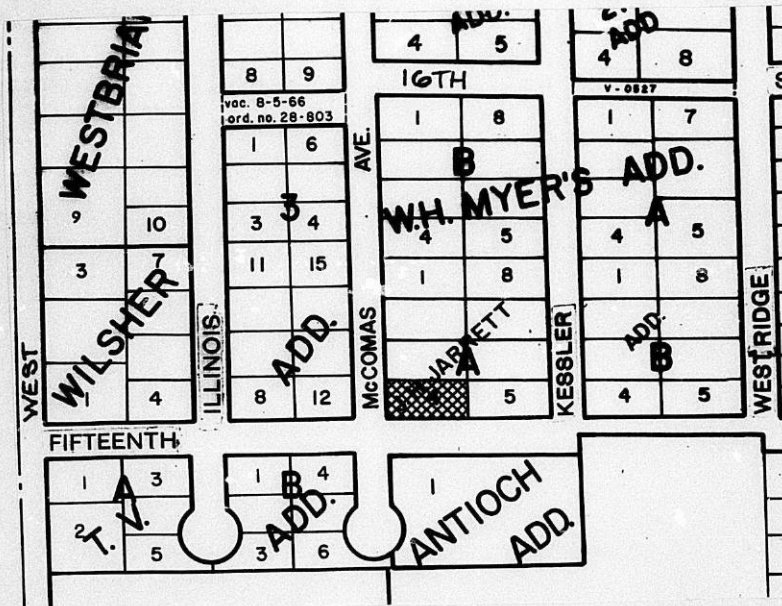 WESTBRIA
ADD.
2.
ADD
4 5
4 8
8 9
16TH
V-0527
vac. 8-5-66
ord. no. 28-803
1 6
AVE.
1 8
1 7
B
ADD.
W.H. MYER'S
3
A
9 10
3 4
4 5
4 5
3 7
11 15
1 8
1 8
WILSHER
ADD.
JARRETT
A
ADD.
B
WEST
ILLINOIS
McCOMAS
KESSLER
WESTRIDGE
1 4
8 12
5
4 5
FIFTEENTH
1 A 3
1 B 4
1
ANTIOCH
ADD.
2
T. V.
ADD.
5
3 6
S